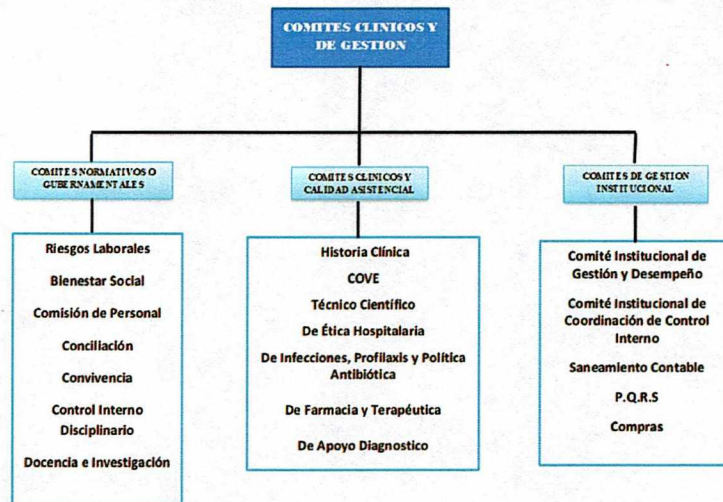 COMITES CLINICOS Y
DE GESTION
COMITES NORMATIVOS O
GUBERNAMENTALES
Riesgos Laborales
Bienestar Social
Comisión de Personal
Conciliación
Convivencia
Control Interno
Disciplinario
Docencia e Investigación
COMITES CLINICOS Y
CALIDAD ASISTENCIAL
Historia Clínica
COVE
Técnico Científico
De Ética Hospitalaria
De Infecciones, Profilaxis y Política
Antibiótica
De Farmacia y Terapéutica
De Apoyo Diagnostico
COMITES DE GESTION
INSTITUCIONAL
Comité Institucional de
Gestión y Desempeño
Comité Institucional de
Coordinación de Control
Interno
Saneamiento Contable
P.Q.R.S
Compras